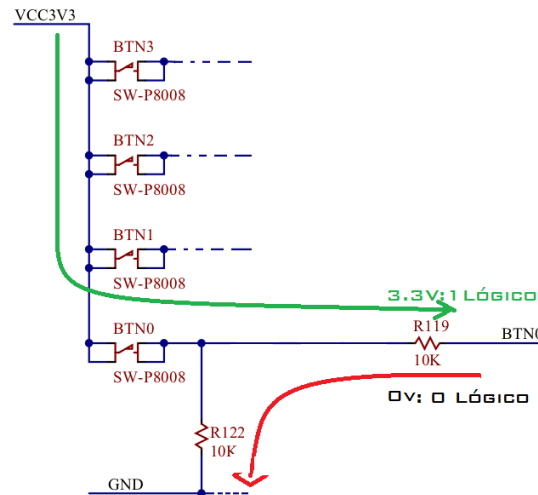 VCC3V3
BTN3
SW-P8008
BTN2
SW-P8008
BTN1
SW-P8008
3.3V:1 LÓGICO
BTN0
R119
BTN0
SW-P8008
10K
0V: 0 LÓGICO
R122
10K
GND